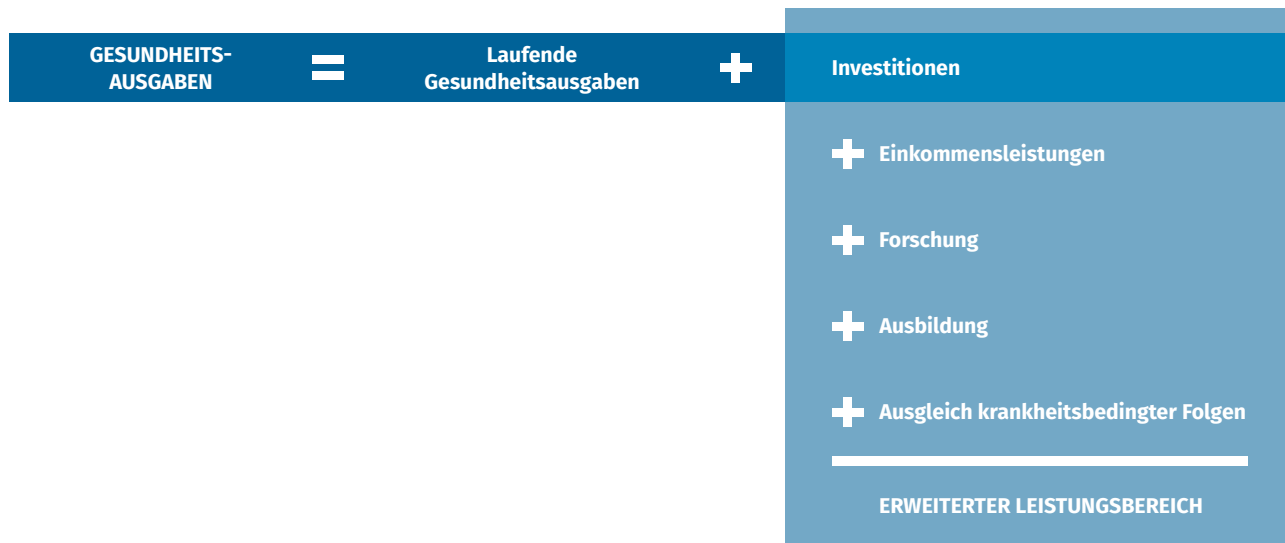 GESUNDHEITS-
AUSGABEN
=
Laufende
Gesundheitsausgaben
+
Investitionen
+ Einkommensleistungen
+ Forschung
+ Ausbildung
+ Ausgleich krankheitsbedingter Folgen
ERWEITERTER LEISTUNGSBEREICH